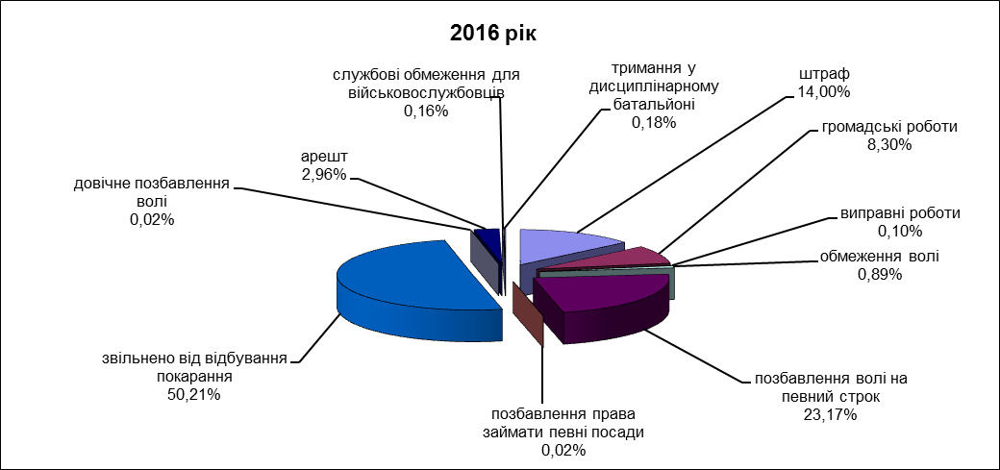 2016 рік
службові обмеження для
військовослужбовців
0,16%
тримання у
дисциплінарному
батальйоні
0,18%
штраф
14,00%
громадські роботи
8,30%
арешт
2,96%
довічне позбавлення
волі
0,02%
виправні роботи
0,10%
обмеження волі
0,89%
звільнено від відбування
покарання
50,21%
позбавлення права
займати певні посади
0,02%
позбавлення волі на
певний строк
23,17%